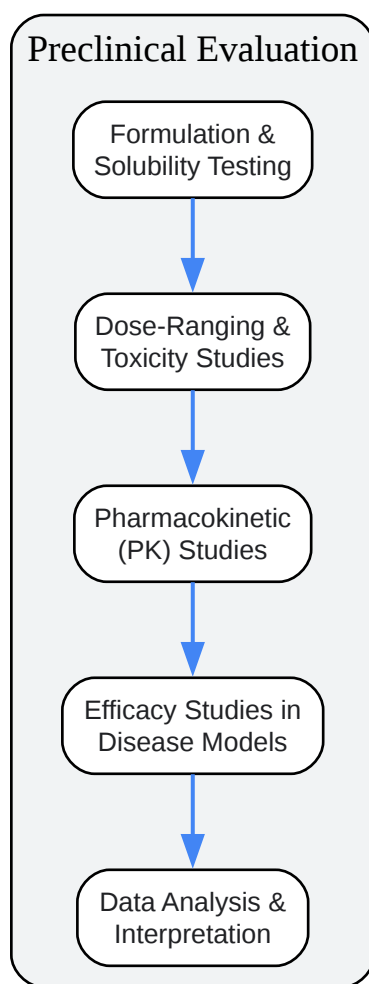 Preclinical Evaluation
Formulation &
Solubility Testing
Dose-Ranging &
Toxicity Studies
Pharmacokinetic
(PK) Studies
Efficacy Studies in
Disease Models
Data Analysis &
Interpretation